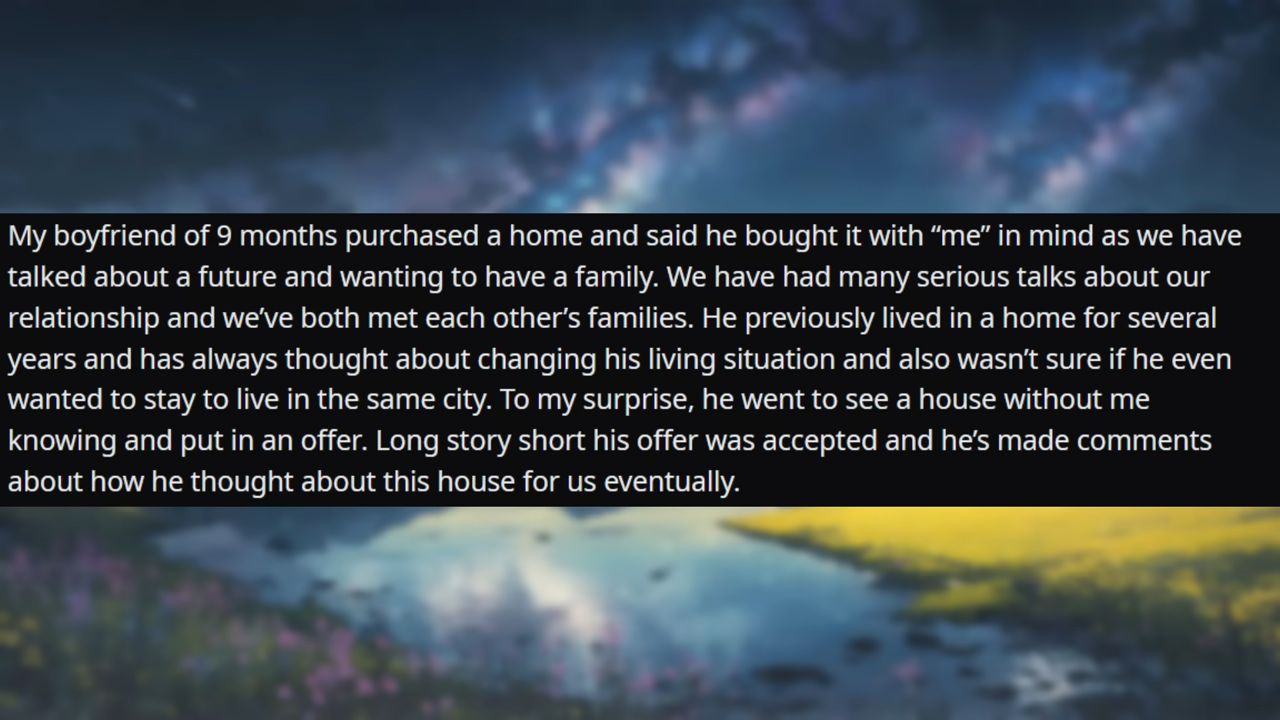 My boyfriend of 9 months purchased a home and said he bought it with “me” in mind as we have
talked about a future and wanting to have a family. We have had many serious talks about our
relationship and we’ve both met each other’s families. He previously lived in a home for several
years and has always thought about changing his living situation and also wasn’t sure if he even
wanted to stay to live in the same city. To my surprise, he went to see a house without me
knowing and put in an offer. Long story short his offer was accepted and he’s made comments
about how he thought about this house for us eventually.